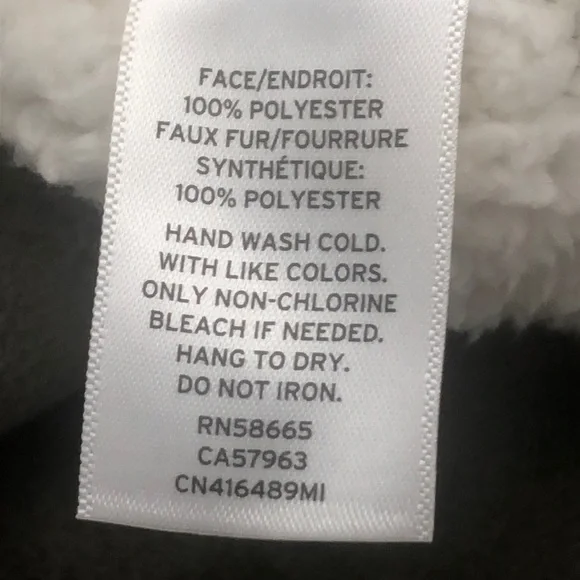 FACE/ENDROIT:
100% POLYESTER
FAUX FUR/FOURRURE
SYNTHÉTIQUE:
100% POLYESTER
HAND WASH COLD.
WITH LIKE COLORS.
ONLY NON-CHLORINE
BLEACH IF NEEDED.
HANG TO DRY.
DO NOT IRON.
RN58665
CA57963
CN416489MI